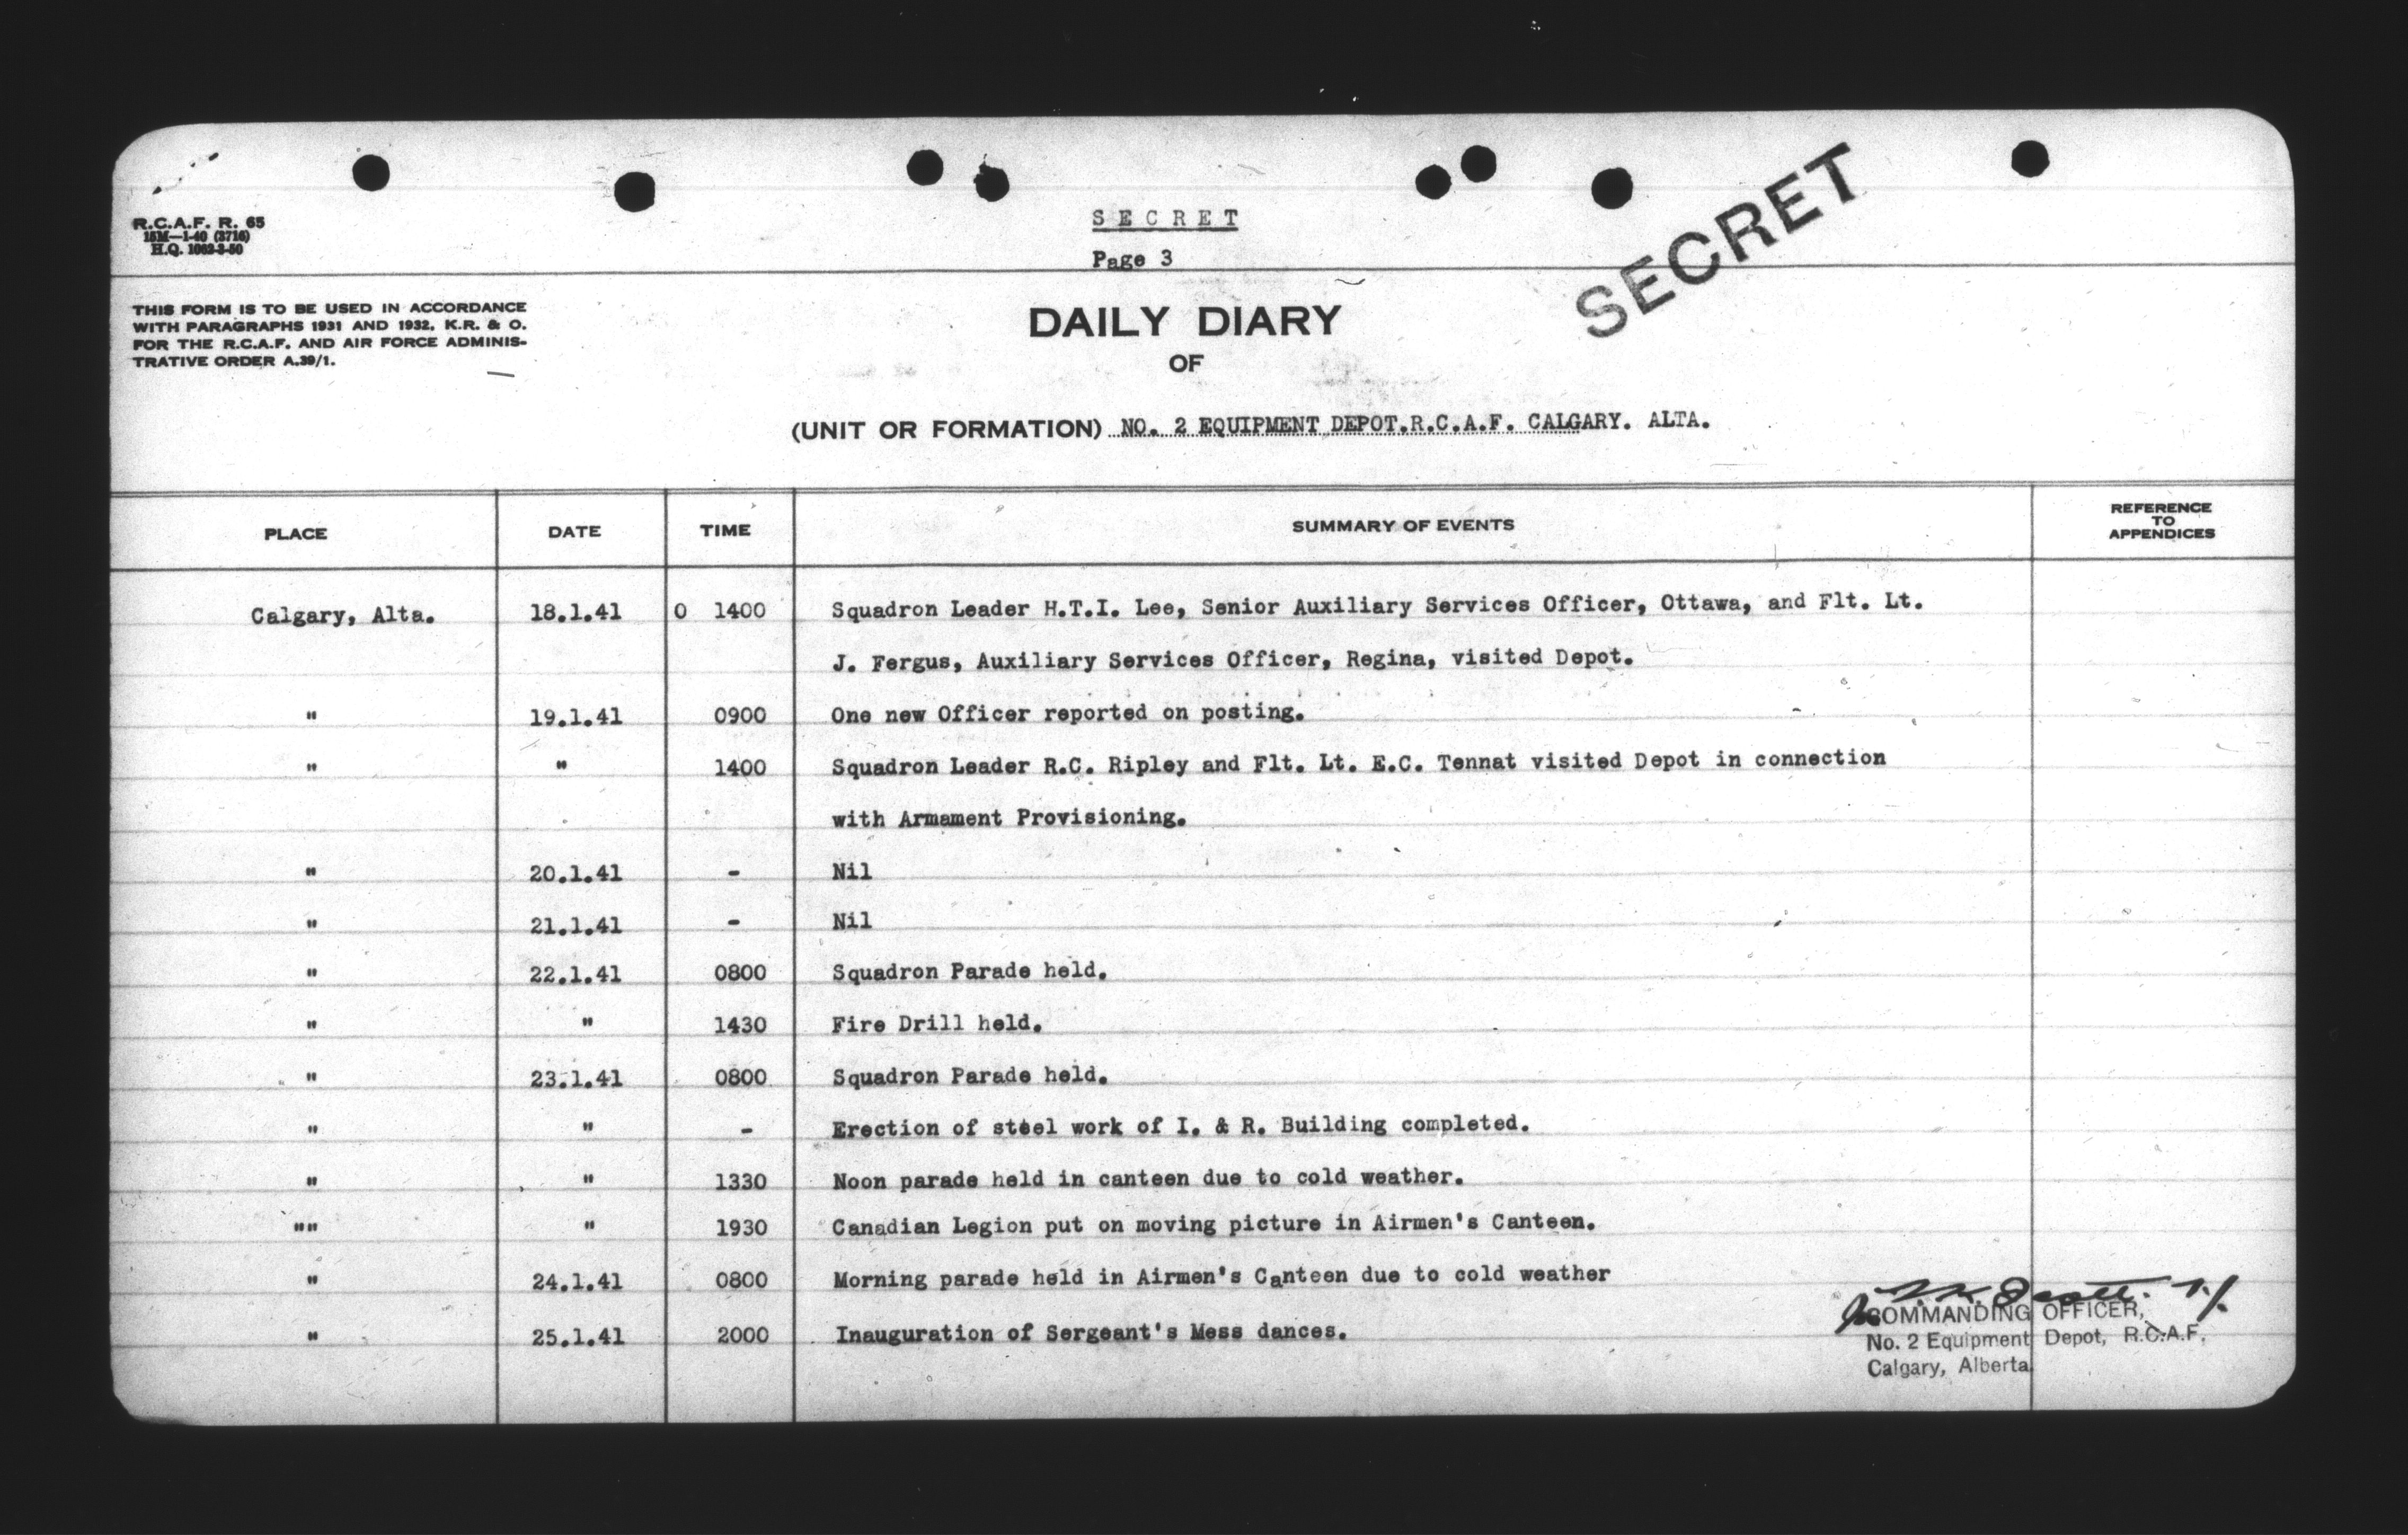 R.C.A.F. R. 65
15M—1-40 (3716)
H.Q. 1062-3-50
SECRET
Page 3
SECRET
THIS FORM IS TO BE USED IN ACCORDANCE
WITH PARAGRAPHS 1931 AND 1932, K.R. & O.
FOR THE R.C.A.F. AND AIR FORCE ADMINIS-
TRATIVE ORDER A.39/1.
DAILY DIARY
OF
(UNIT OR FORMATION) NO. 2 EQUIPMENT DEPOT.R.C.A.F. CALGARY. ALTA.
PLACE DATE TIME SUMMARY OF EVENTS REFERENCE TO APPENDICES
Calgary, Alta. 18.1.41 O 1400 Squadron Leader H.T.I. Lee, Senior Auxiliary Services Officer, Ottawa, and Flt. Lt.
J. Fergus, Auxiliary Services Officer, Regina, visited Depot.
" 19.1.41 0900 One new Officer reported on posting.
" " 1400 Squadron Leader R.C. Ripley and Flt. Lt. E.C. Tennat visited Depot in connection
with Armament Provisioning.
" 20.1.41 - Nil
" 21.1.41 - Nil
" 22.1.41 0800 Squadron Parade held.
" " 1430 Fire Drill held.
" 23.1.41 0800 Squadron Parade held.
" " - Erection of steel work of I. & R. Building completed.
" " 1330 Noon parade held in canteen due to cold weather.
"" " 1930 Canadian Legion put on moving picture in Airmen's Canteen.
" 24.1.41 0800 Morning parade held in Airmen's Canteen due to cold weather
" 25.1.41 2000 Inauguration of Sergeant's Mess dances.
COMMANDING OFFICER,
No. 2 Equipment Depot, R.C.A.F.
Calgary, Alberta